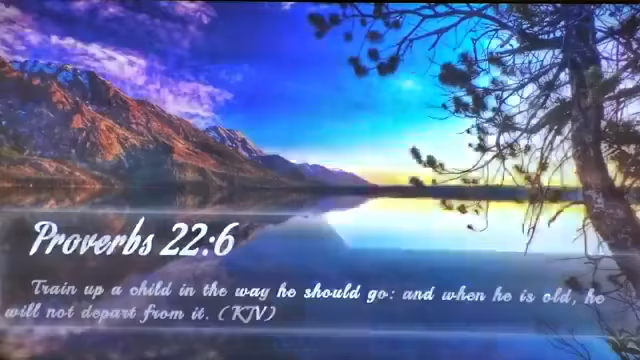 Proverbs 22:6
Train up a child in the way he should go: and when he is old, he
will not depart from it. (KJV)